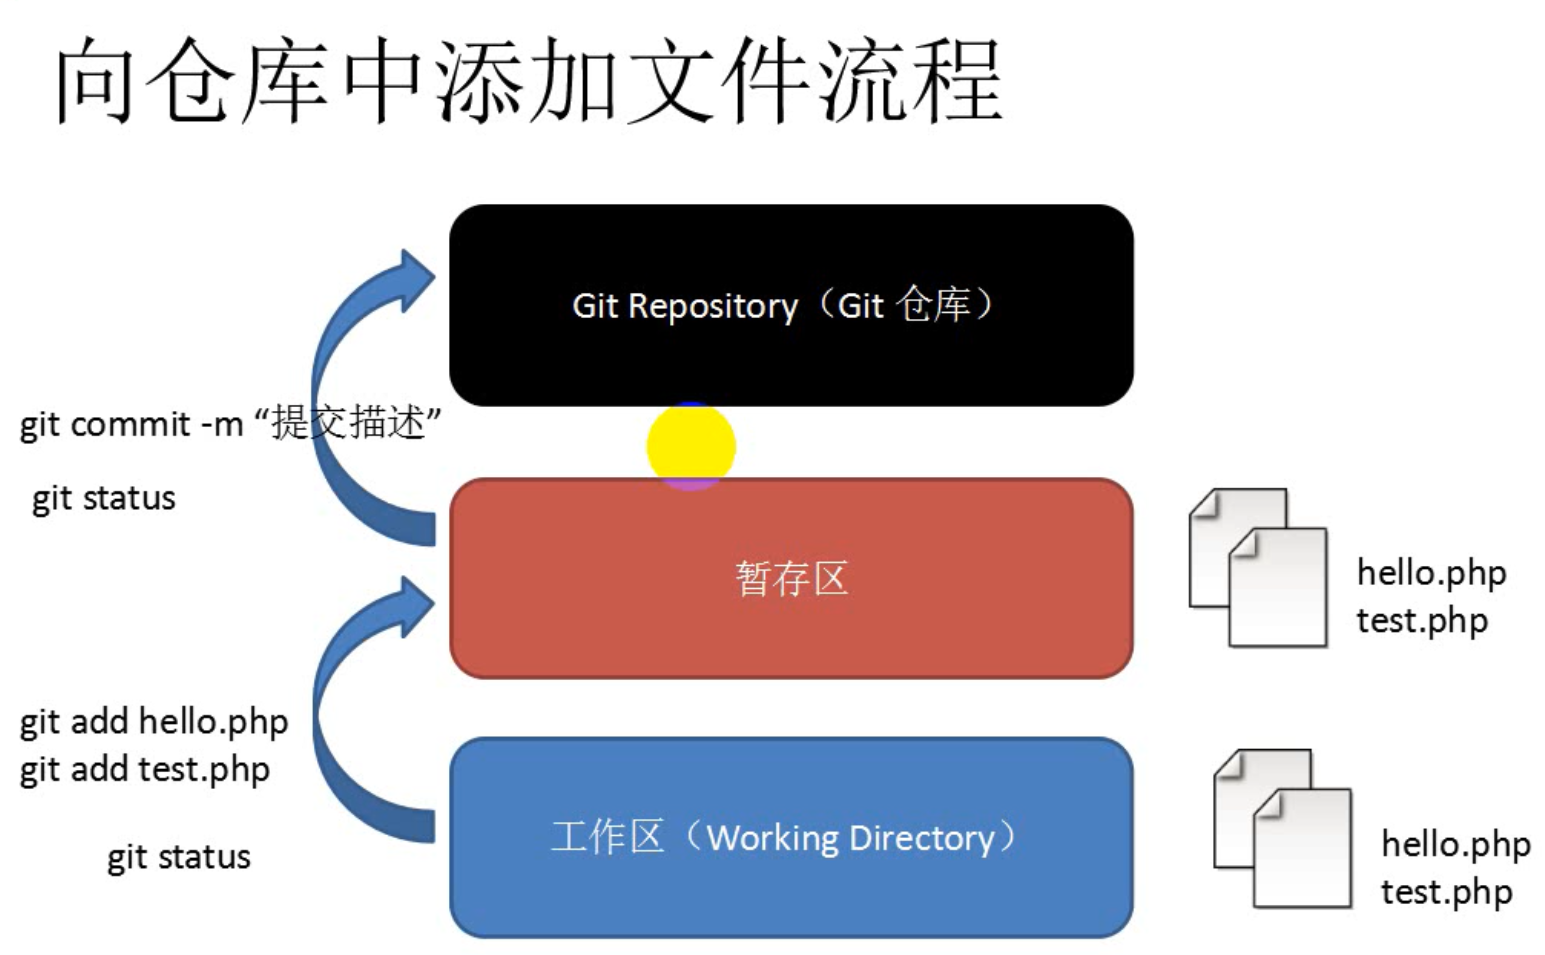 向仓库中添加文件流程
Git Repository（Git 仓库）
git commit -m “提交描述”
git status
暂存区
hello.php
test.php
git add hello.php
git add test.php
git status
工作区（Working Directory）
hello.php
test.php